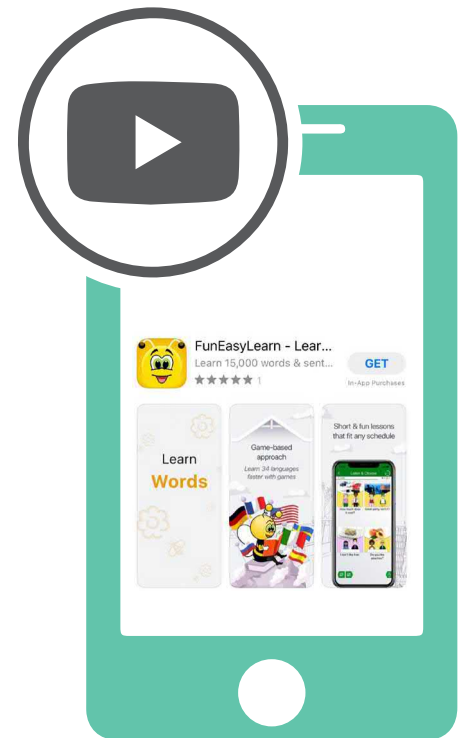 FunEasyLearn - Lear...
Learn 15,000 words & sent...
1
GET
In-App Purchases
Learn
Words
Game-based
approach
Learn 34 languages
faster with games
Short & fun lessons
that fit any schedule